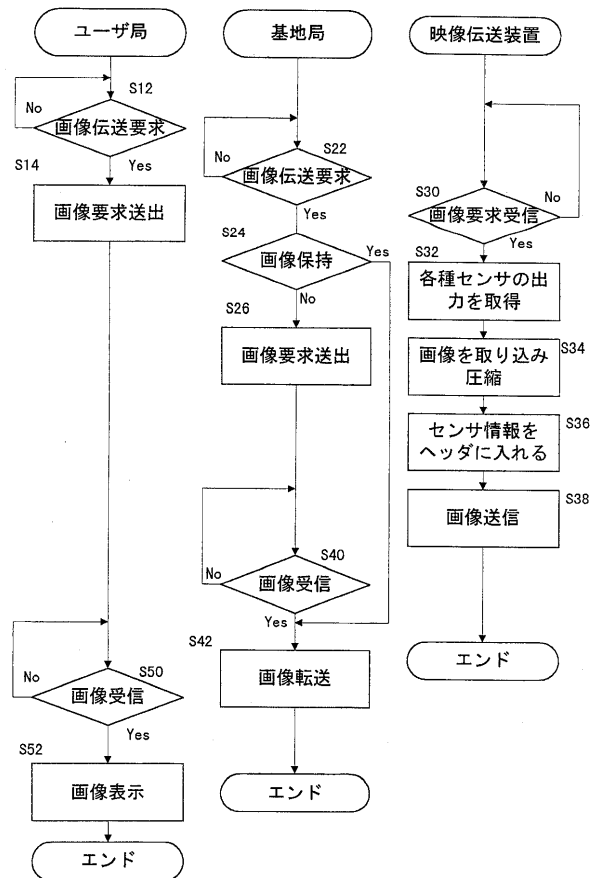 ユーザ局
S12
No
画像伝送要求
S14
Yes
画像要求送出
No
S50
画像受信
Yes
S52
画像表示
エンド
基地局
S22
No
画像伝送要求
Yes
S24
画像保持
Yes
No
S26
画像要求送出
S40
No
画像受信
Yes
S42
画像転送
エンド
映像伝送装置
S30
No
画像要求受信
Yes
S32
各種センサの出
力を取得
S34
画像を取り込み
圧縮
S36
センサ情報を
ヘッダに入れる
S38
画像送信
エンド